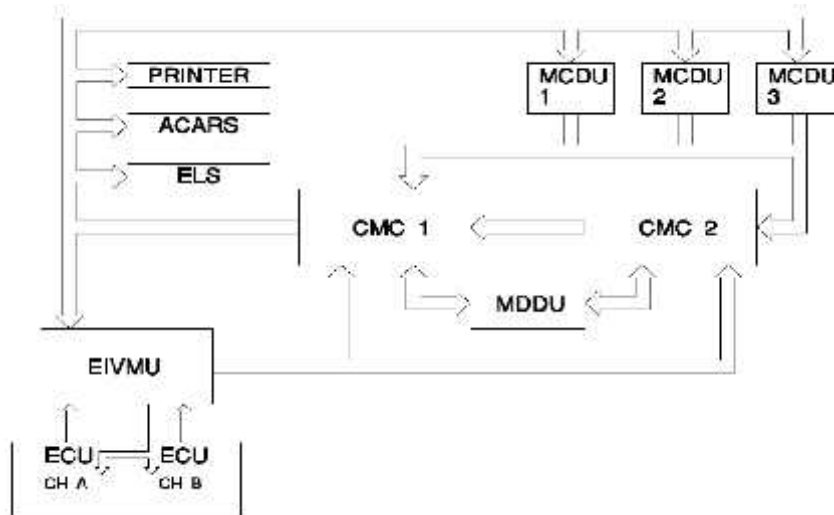 PRINTER
ACARS
ELS
MCDU
1
MCDU
2
MCDU
3
CMC 1
CMC 2
MDDU
EIVMU
ECU
CH A
ECU
CH B